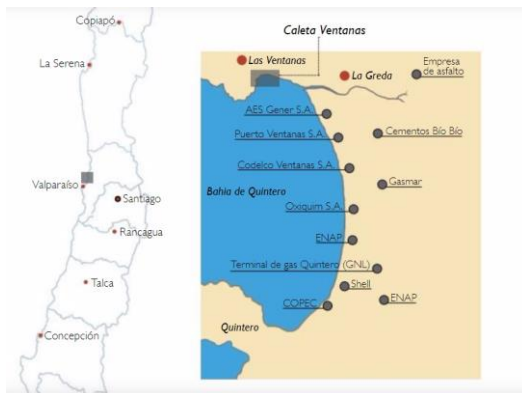 Copiapó
La Serena
Valparaíso
Santiago
Rancagua
Talca
Concepción
Caleta Ventanas
Las Ventanas
La Greda
Empresa
de asfalto
AES Gener S.A.
Puerto Ventanas S.A.
Cementos Bío Bío
Codelco Ventanas S.A.
Gasmar
Bahía de Quintero
Oxiquim S.A.
ENAP
Terminal de gas Quintero (GNL)
Shell
ENAP
COPEC
Quintero